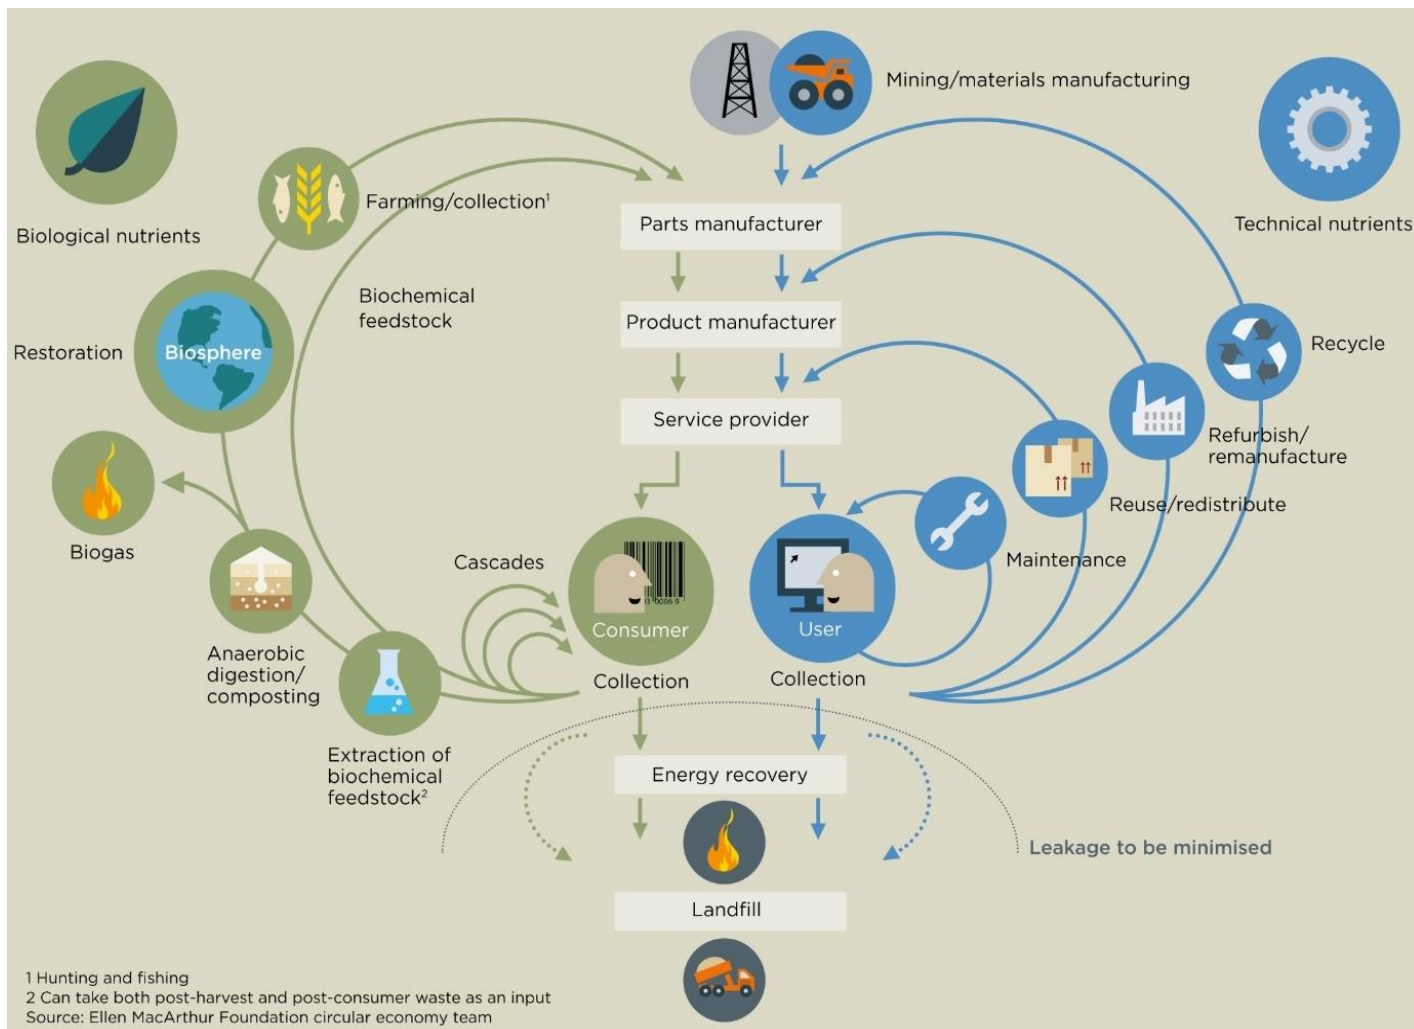 Mining/materials manufacturing
Biological nutrients
Technical nutrients
Farming/collection¹
Parts manufacturer
Biochemical
feedstock
Product manufacturer
Restoration
Biosphere
Recycle
Service provider
Refurbish/
remanufacture
Reuse/redistribute
Biogas
Cascades
Maintenance
03 0006 9
Consumer
User
Anaerobic
digestion/
composting
Collection
Collection
Extraction of
biochemical
feedstock²
Energy recovery
Leakage to be minimised
Landfill
1 Hunting and fishing
2 Can take both post-harvest and post-consumer waste as an input
Source: Ellen MacArthur Foundation circular economy team